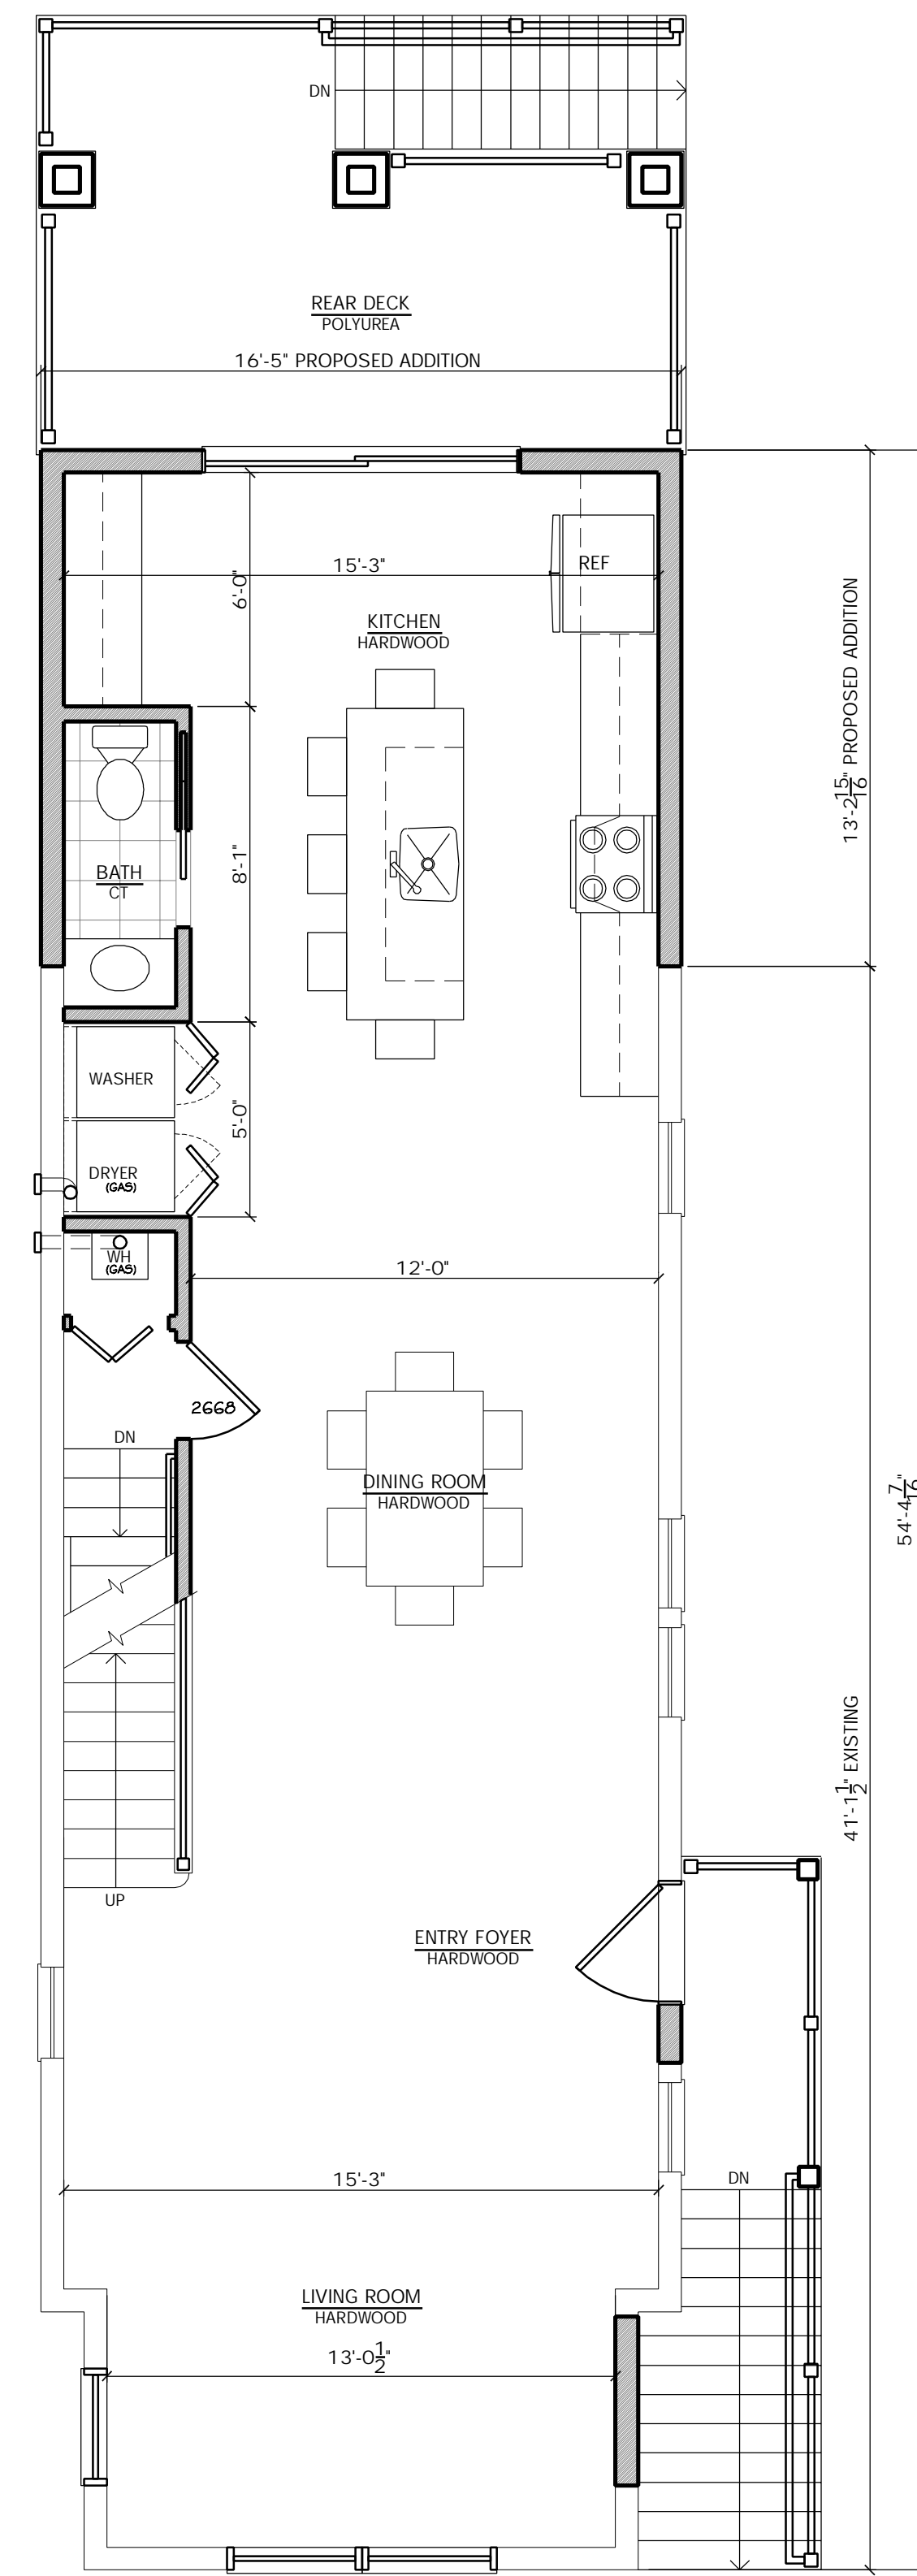 DN
REAR DECK
POLYUREA
16'-5" PROPOSED ADDITION
6'-0"
15'-3"
REF
KITCHEN
HARDWOOD
13'-2 15/16" PROPOSED ADDITION
8'-1"
BATH
CT
WASHER
5'-0"
DRYER
(GAS)
WH
(GAS)
12'-0"
2668
DN
DINING ROOM
HARDWOOD
54'-4 7/16"
41'-1 1/2" EXISTING
UP
ENTRY FOYER
HARDWOOD
15'-3"
DN
LIVING ROOM
HARDWOOD
13'-0 1/2"